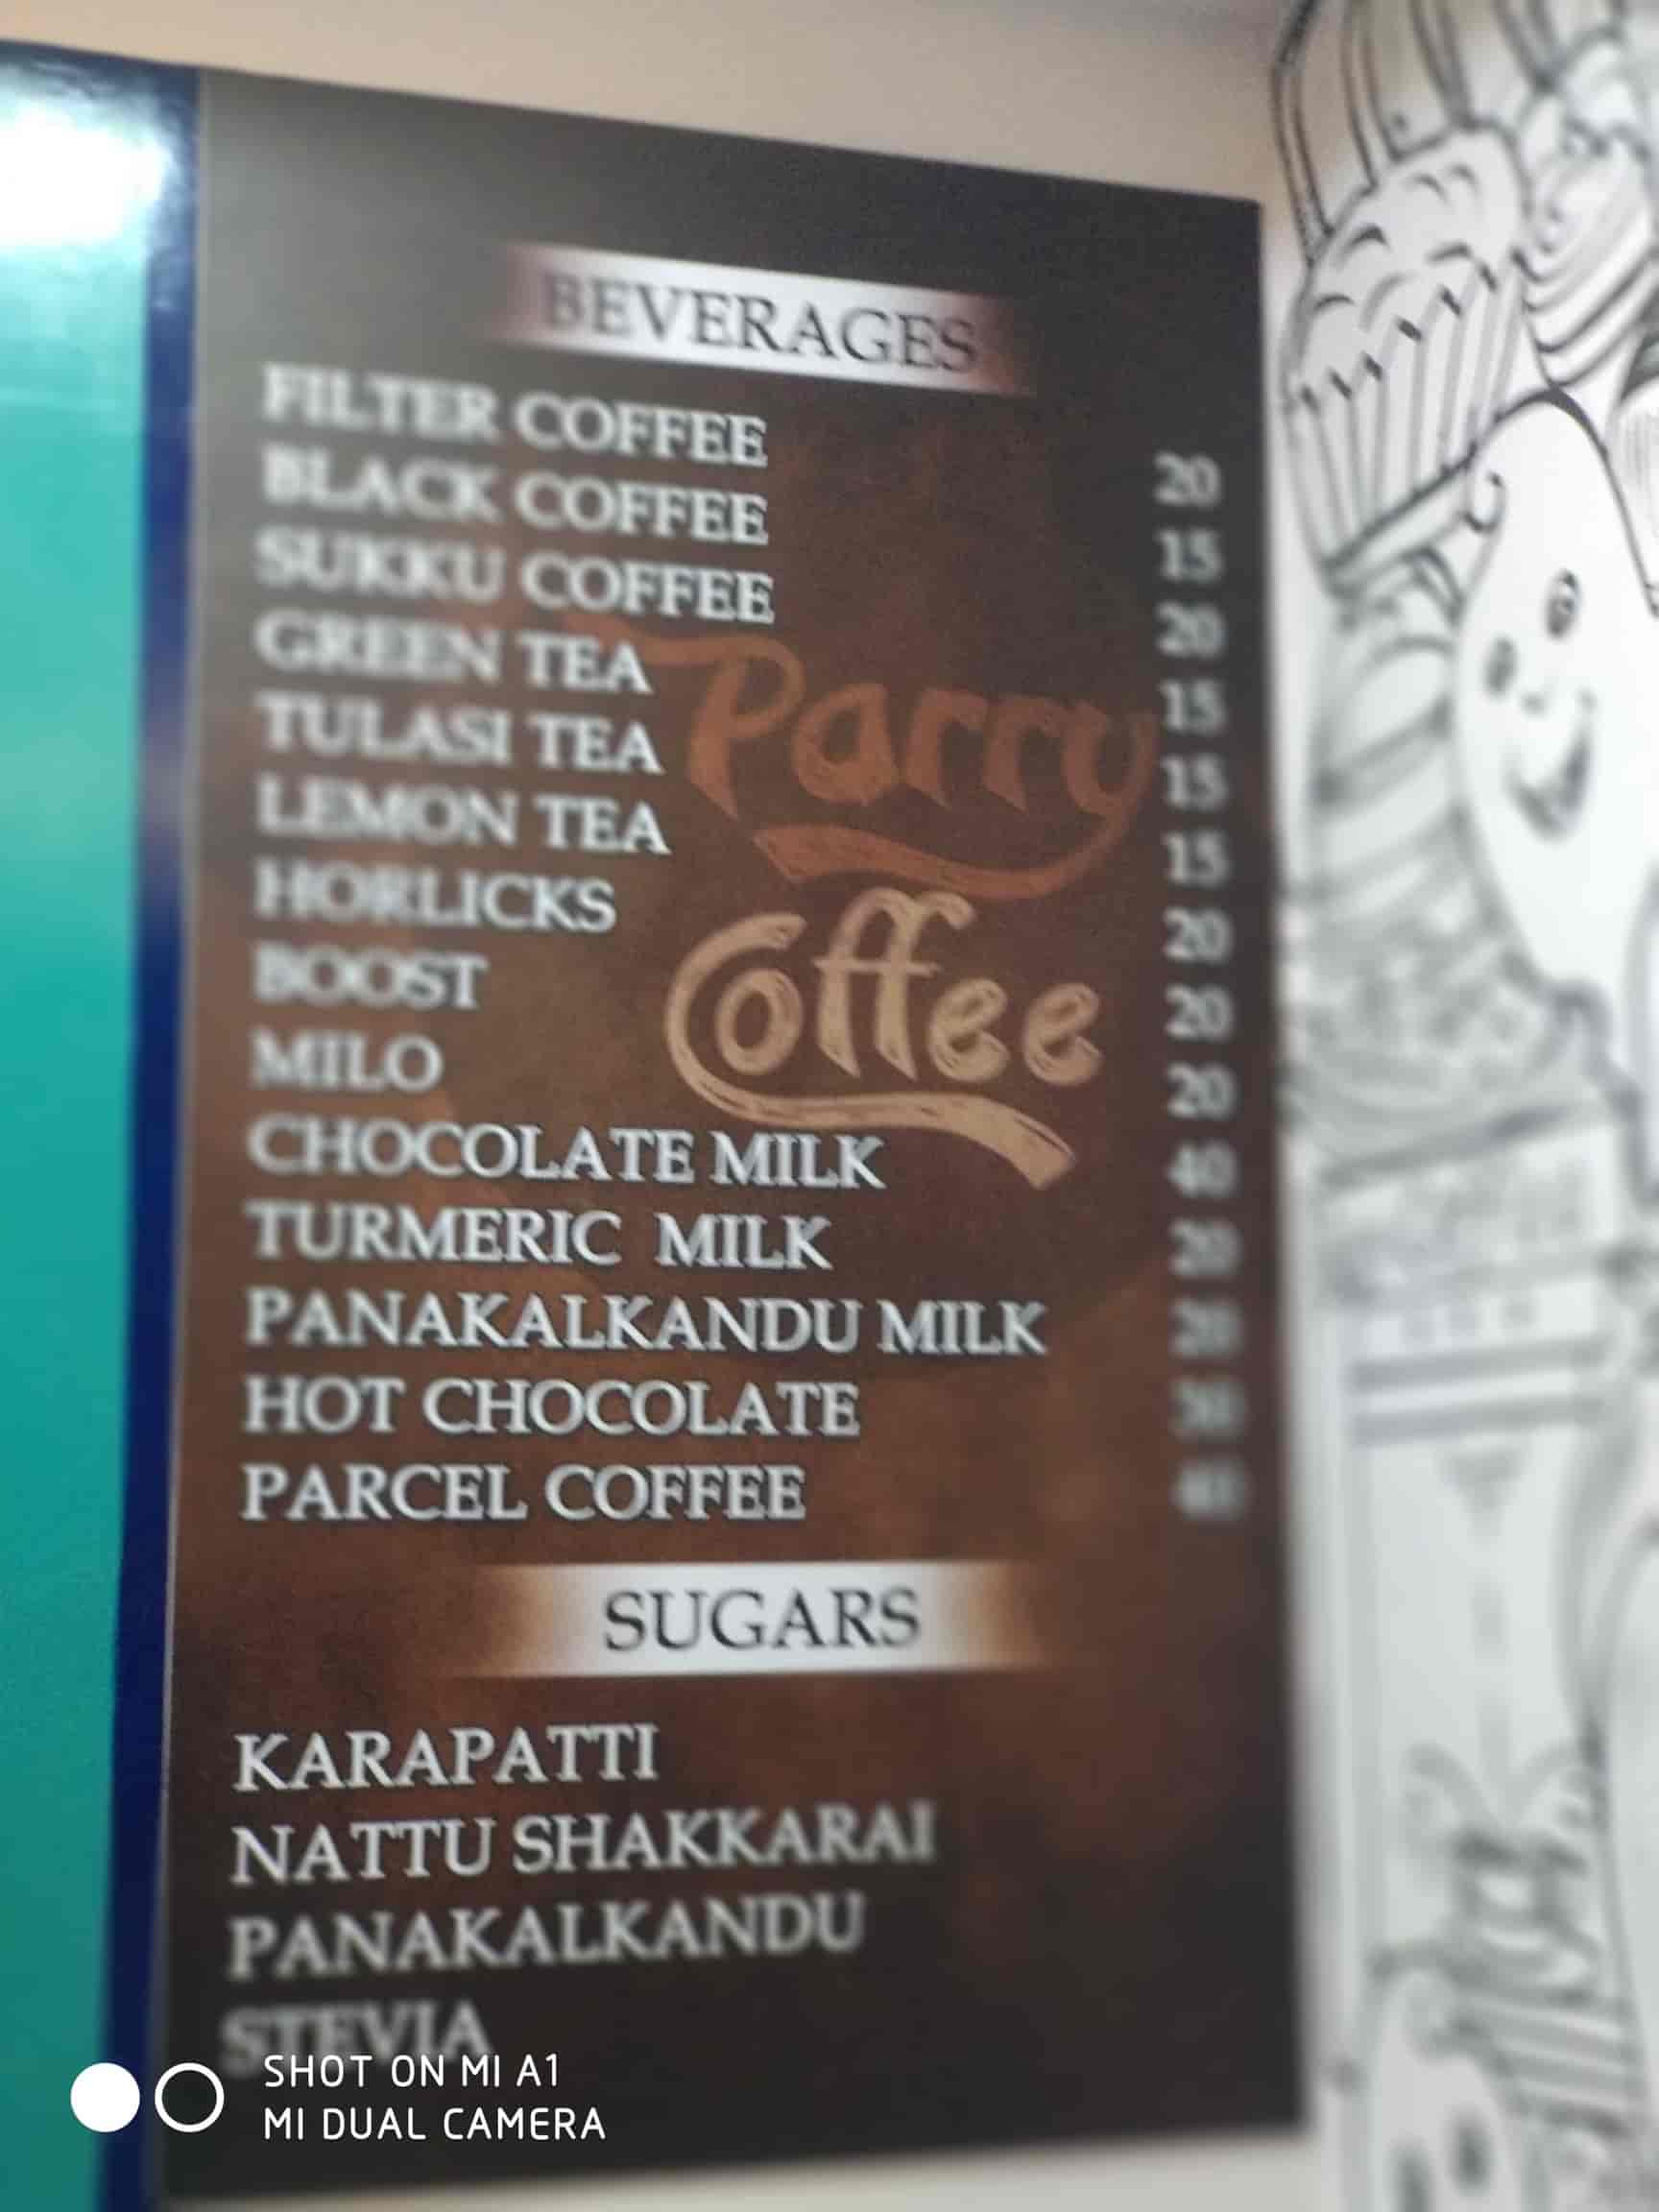 BEVERAGES
FILTER COFFEE 20
BLACK COFFEE 15
SUKKU COFFEE 20
GREEN TEA 15
TULASI TEA 15
LEMON TEA 15
HORLICKS 20
BOOST 20
MILO 20
CHOCOLATE MILK 40
TURMERIC MILK 20
PANAKALKANDU MILK 20
HOT CHOCOLATE
PARCEL COFFEE
Parry
Coffee
SUGARS
KARAPATTI
NATTU SHAKKARAI
PANAKALKANDU
STEVIA
SHOT ON MI A1
MI DUAL CAMERA